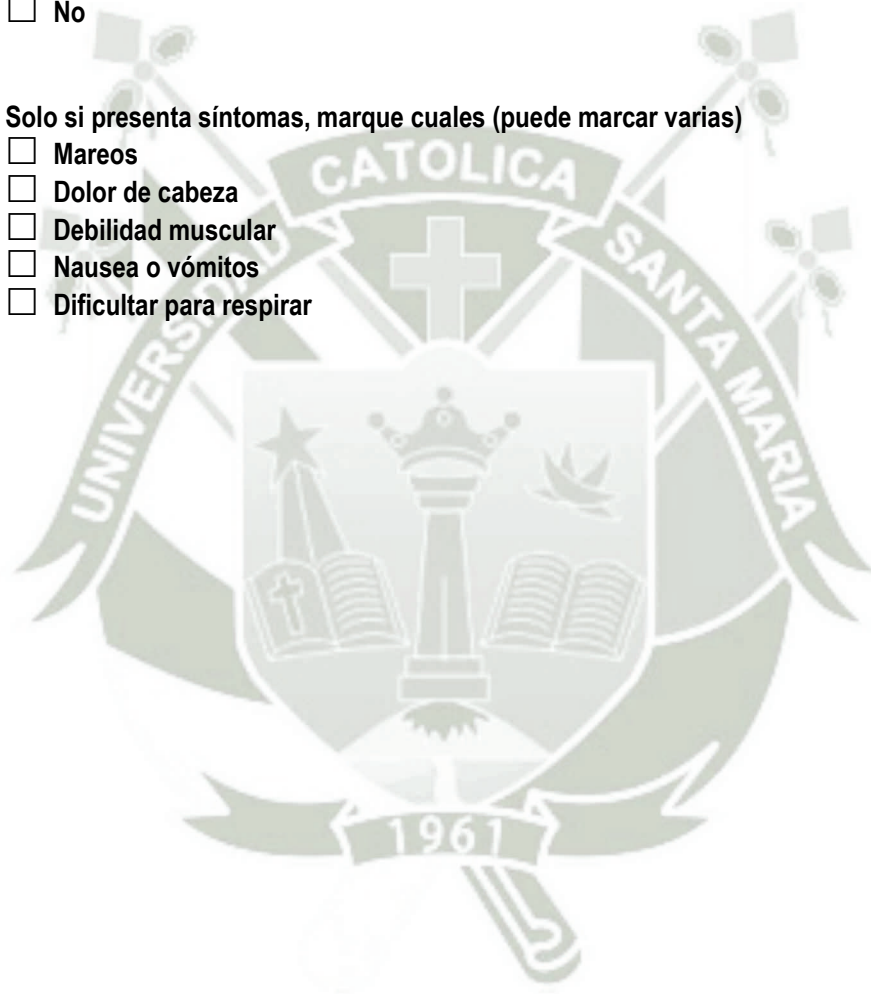 ☐ No
Solo si presenta síntomas, marque cuales (puede marcar varias)
☐ Mareos
☐ Dolor de cabeza
☐ Debilidad muscular
☐ Nausea o vómitos
☐ Dificultar para respirar
UNIVERSIDAD CATOLICA SANTA MARIA
1961